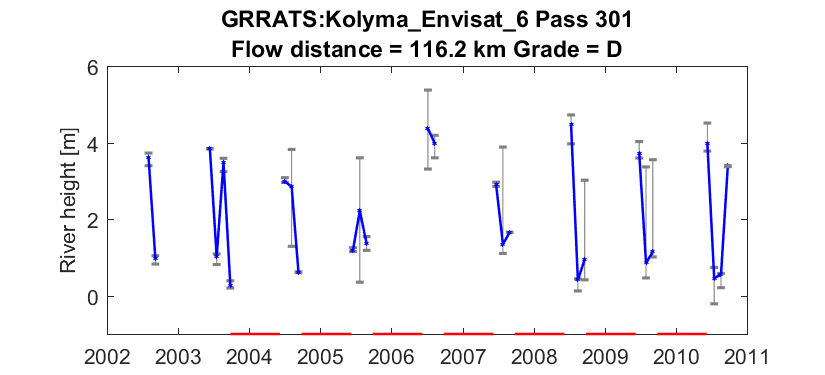 GRRATS:Kolyma_Envisat_6 Pass 301
Flow distance = 116.2 km Grade = D
River height [m]
6
4
2
0
2002 2003 2004 2005 2006 2007 2008 2009 2010 2011